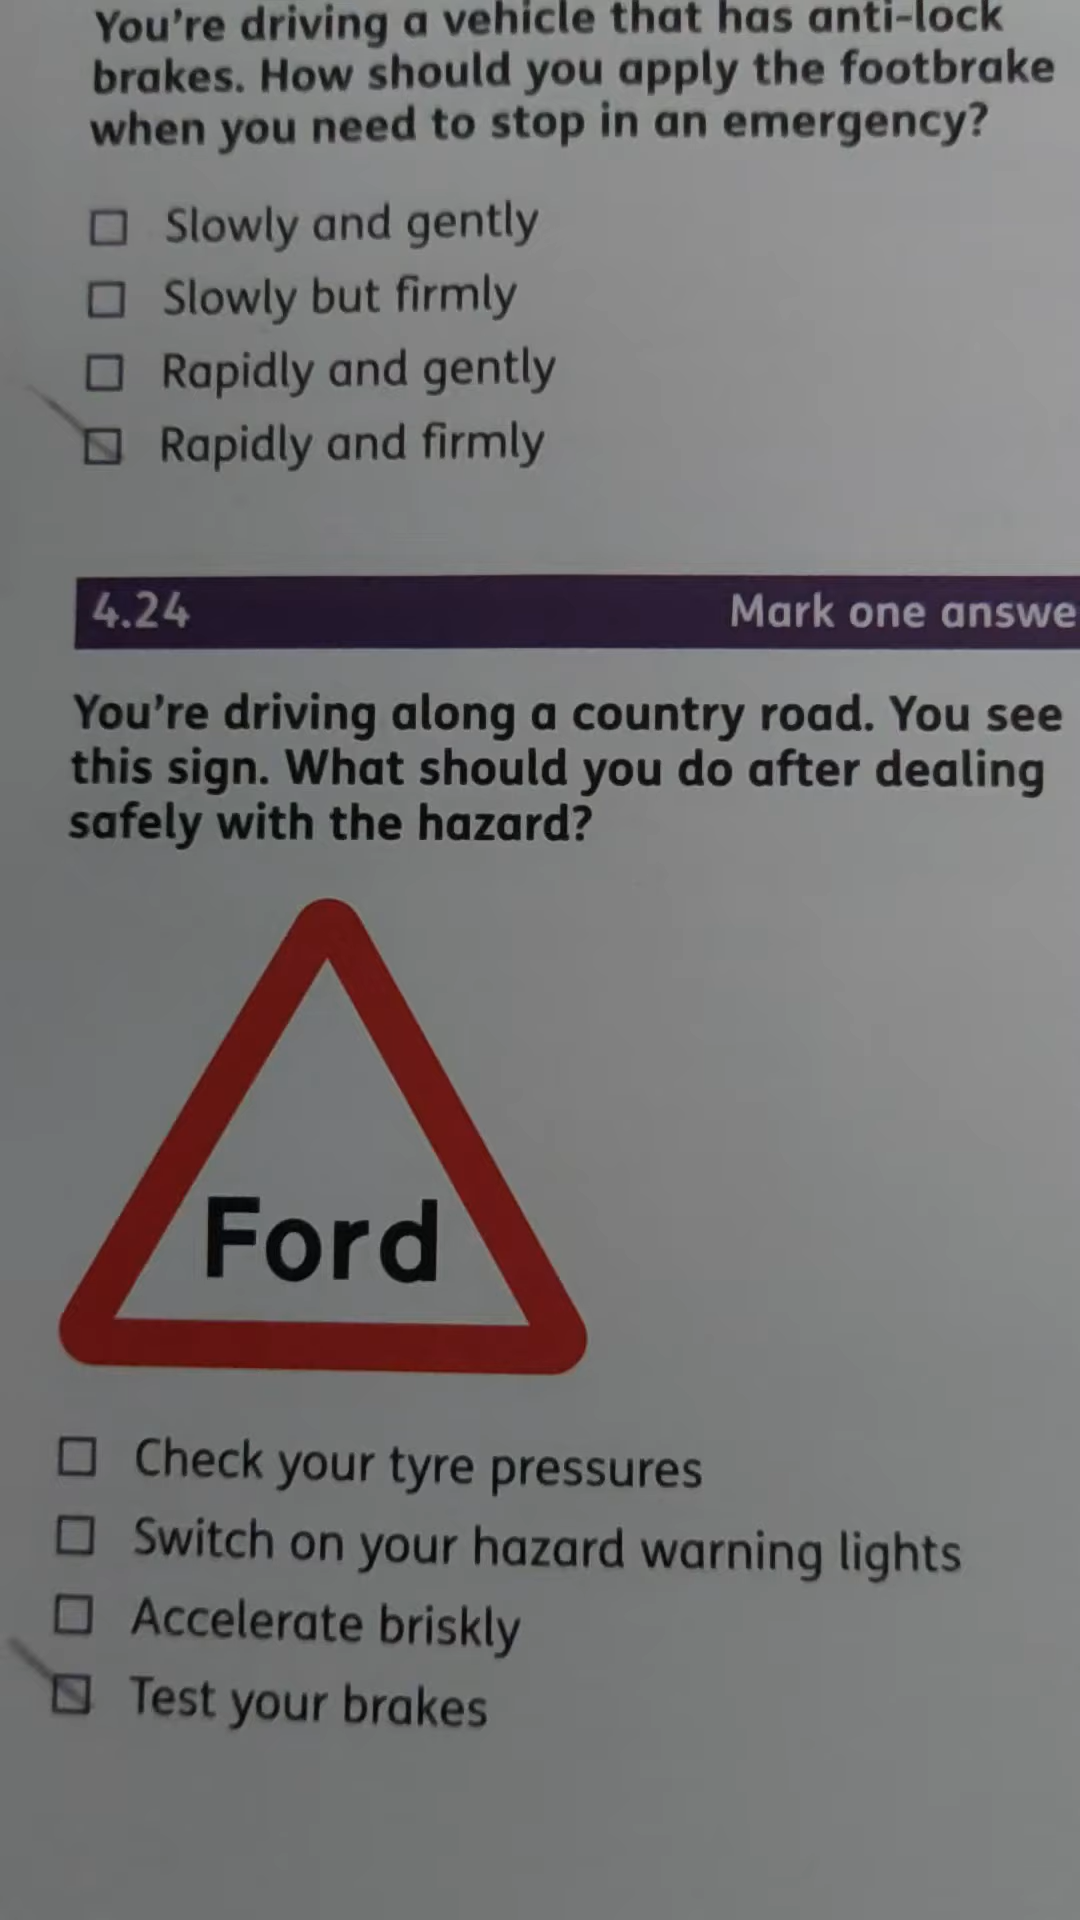 You're driving a vehicle that has anti-lock
brakes. How should you apply the footbrake
when you need to stop in an emergency?
Slowly and gently
Slowly but firmly
Rapidly and gently
Rapidly and firmly
4.24 Mark one answe
You're driving along a country road. You see
this sign. What should you do after dealing
safely with the hazard?
Ford
Check your tyre pressures
Switch on your hazard warning lights
Accelerate briskly
Test your brakes